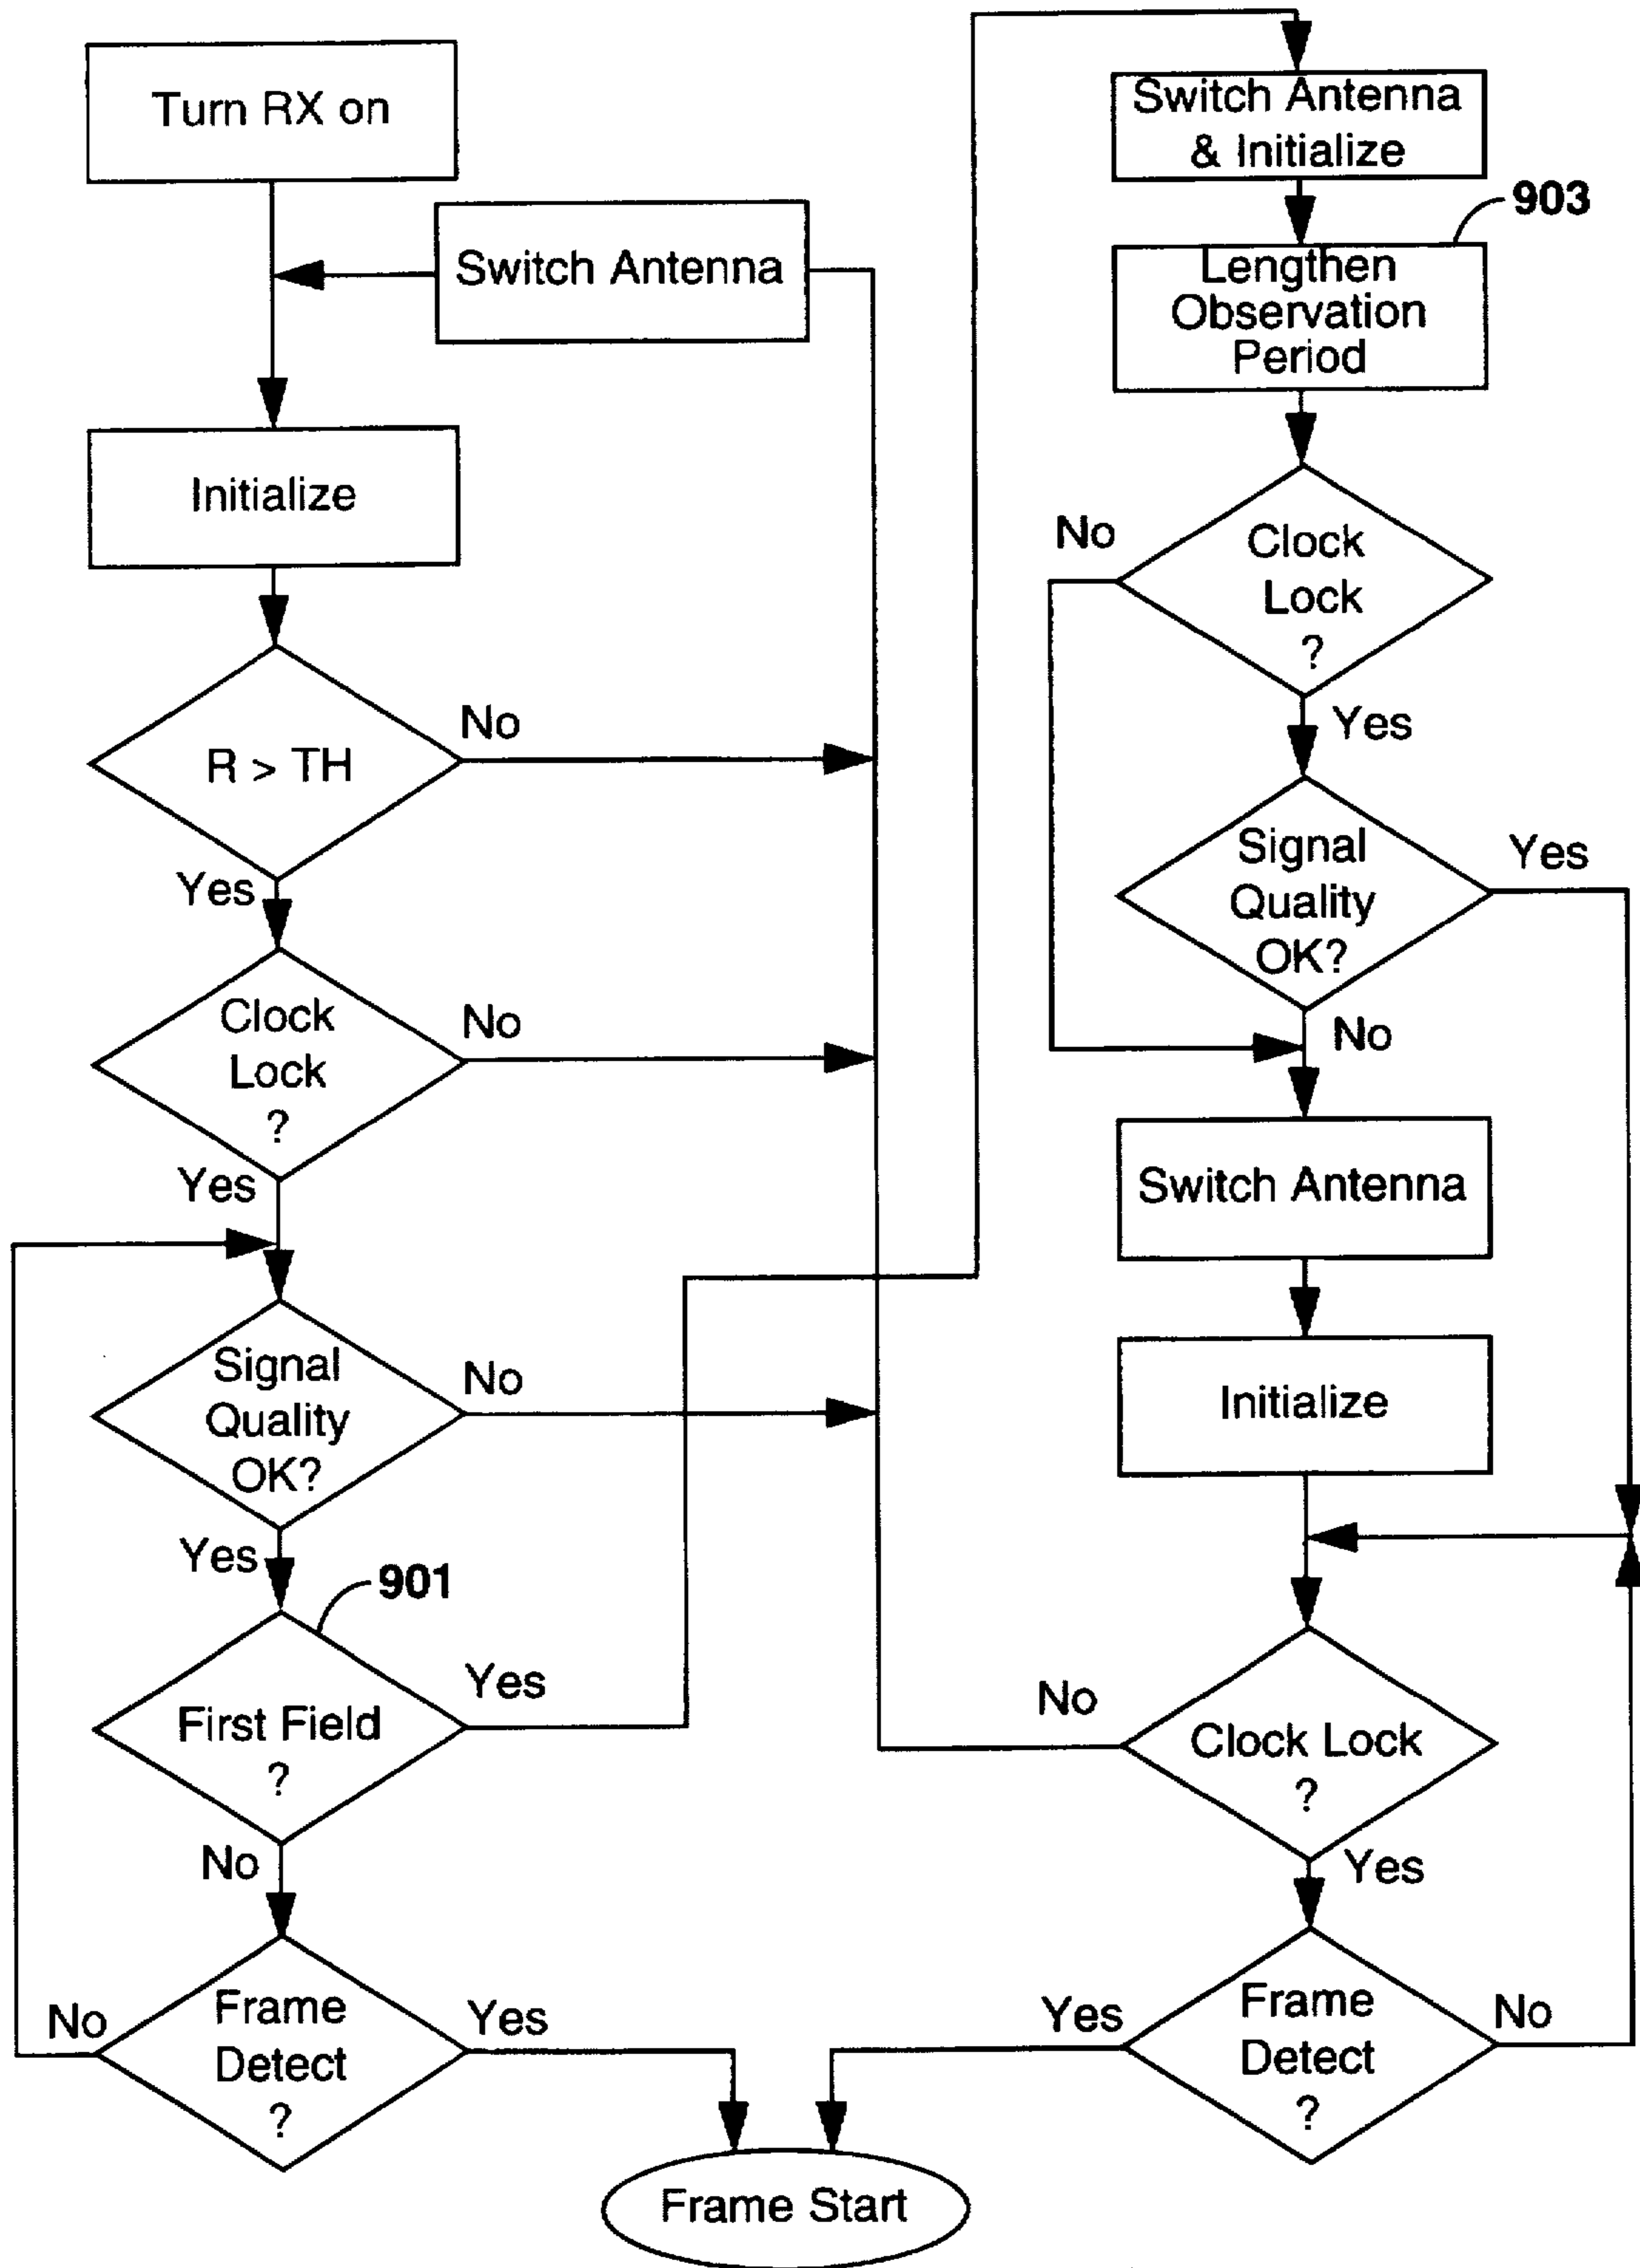 Turn RX on
Switch Antenna
Initialize
R > TH
No
Yes
Clock
Lock
?
No
Yes
Signal
Quality
OK?
No
Yes
901
First Field
?
Yes
No
Frame
Detect
?
No
Yes
Switch Antenna
& Initialize
903
Lengthen
Observation
Period
Clock
Lock
?
No
Yes
Signal
Quality
OK?
Yes
No
Switch Antenna
Initialize
Clock Lock
?
No
Yes
Frame
Detect
?
Yes
No
Frame Start